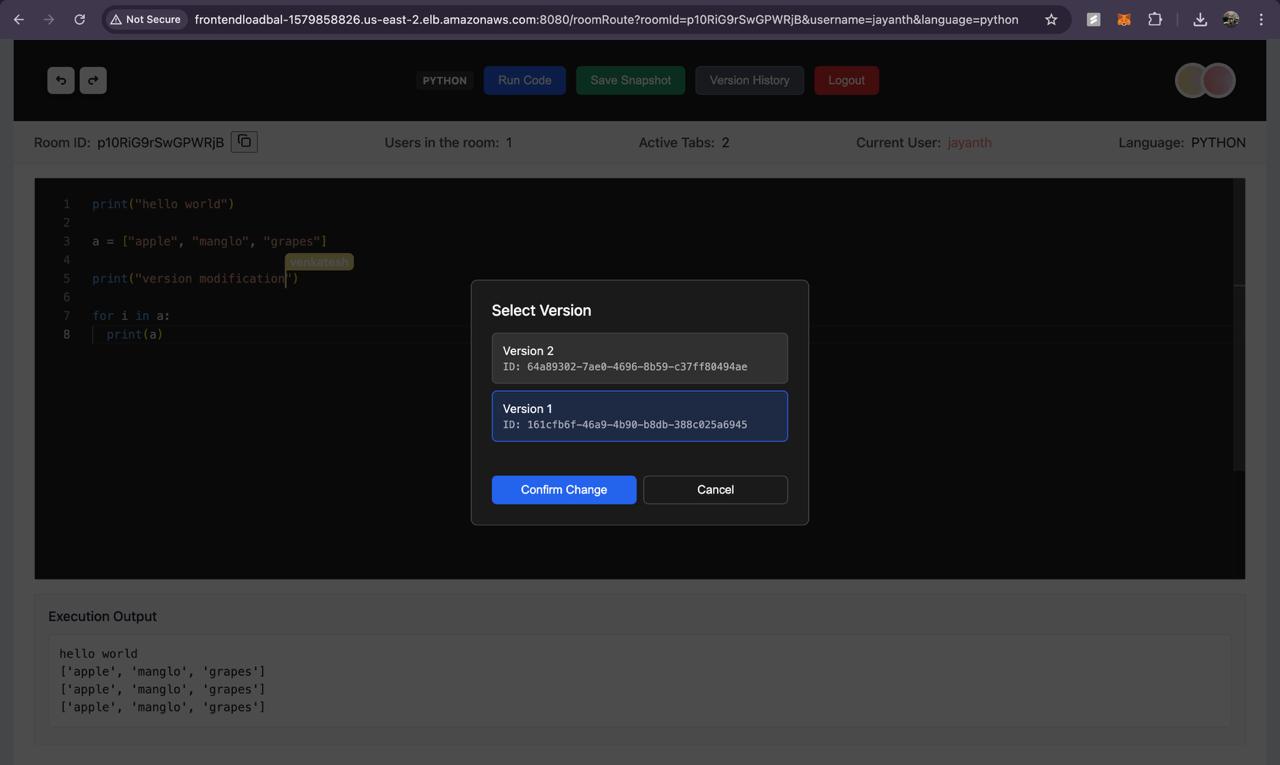 Not Secure frontendloadbal-1579858826.us-east-2.elb.amazonaws.com:8080/roomRoute?roomId=p10RiG9rSwGPWRjB&username=jayanth&language=python
PYTHON Run Code Save Snapshot Version History Logout
Room ID: p10RiG9rSwGPWRjB Users in the room: 1 Active Tabs: 2 Current User: jayanth Language: PYTHON
1 print("hello world")
2
3 a = ["apple", "manglo", "grapes"]
4 venkatesh
5 print("version modification")
6
7 for i in a:
8 print(a)
Select Version
Version 2
ID: 64a89302-7ae0-4696-8b59-c37ff80494ae
Version 1
ID: 161cfb6f-46a9-4b90-b8db-388c025a6945
Confirm Change Cancel
Execution Output
hello world
['apple', 'manglo', 'grapes']
['apple', 'manglo', 'grapes']
['apple', 'manglo', 'grapes']